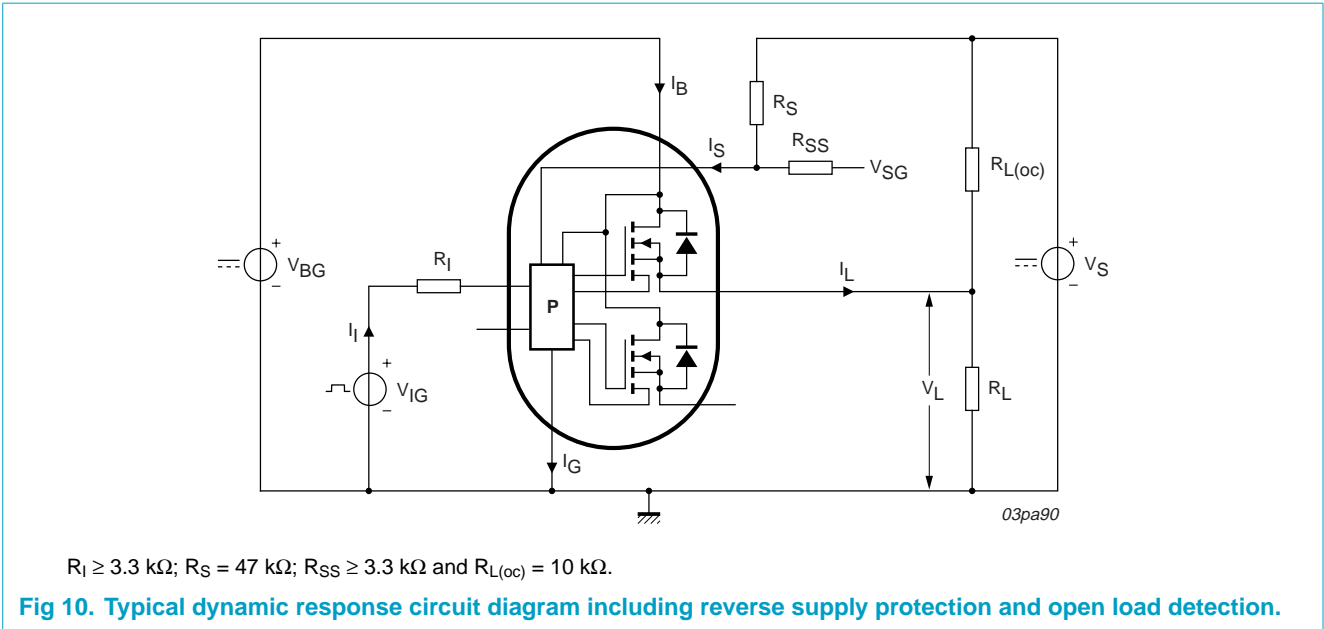 I_B
R_S
I_S
R_SS
V_SG
R_L(oc)
+
V_BG
−
R_I
P
I_L
+
V_S
−
I_I
+
V_IG
−
V_L
R_L
I_G
03pa90
R_I ≥ 3.3 kΩ; R_S = 47 kΩ; R_SS ≥ 3.3 kΩ and R_L(oc) = 10 kΩ.
Fig 10. Typical dynamic response circuit diagram including reverse supply protection and open load detection.